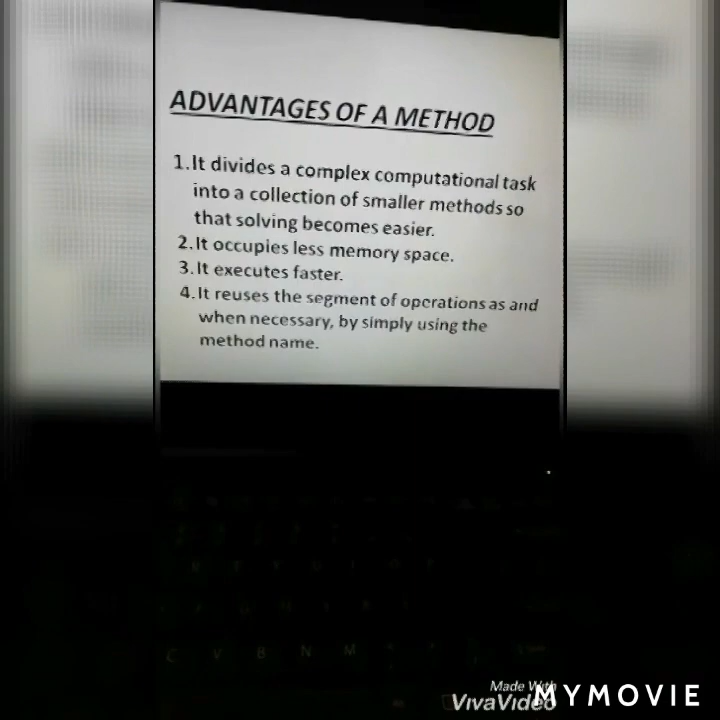 ADVANTAGES OF A METHOD
1. It divides a complex computational task
into a collection of smaller methods so
that solving becomes easier.
2. It occupies less memory space.
3. It executes faster.
4. It reuses the segment of operations as and
when necessary, by simply using the
method name.
C V B N M
Made With
VivaVideo
MYMOVIE